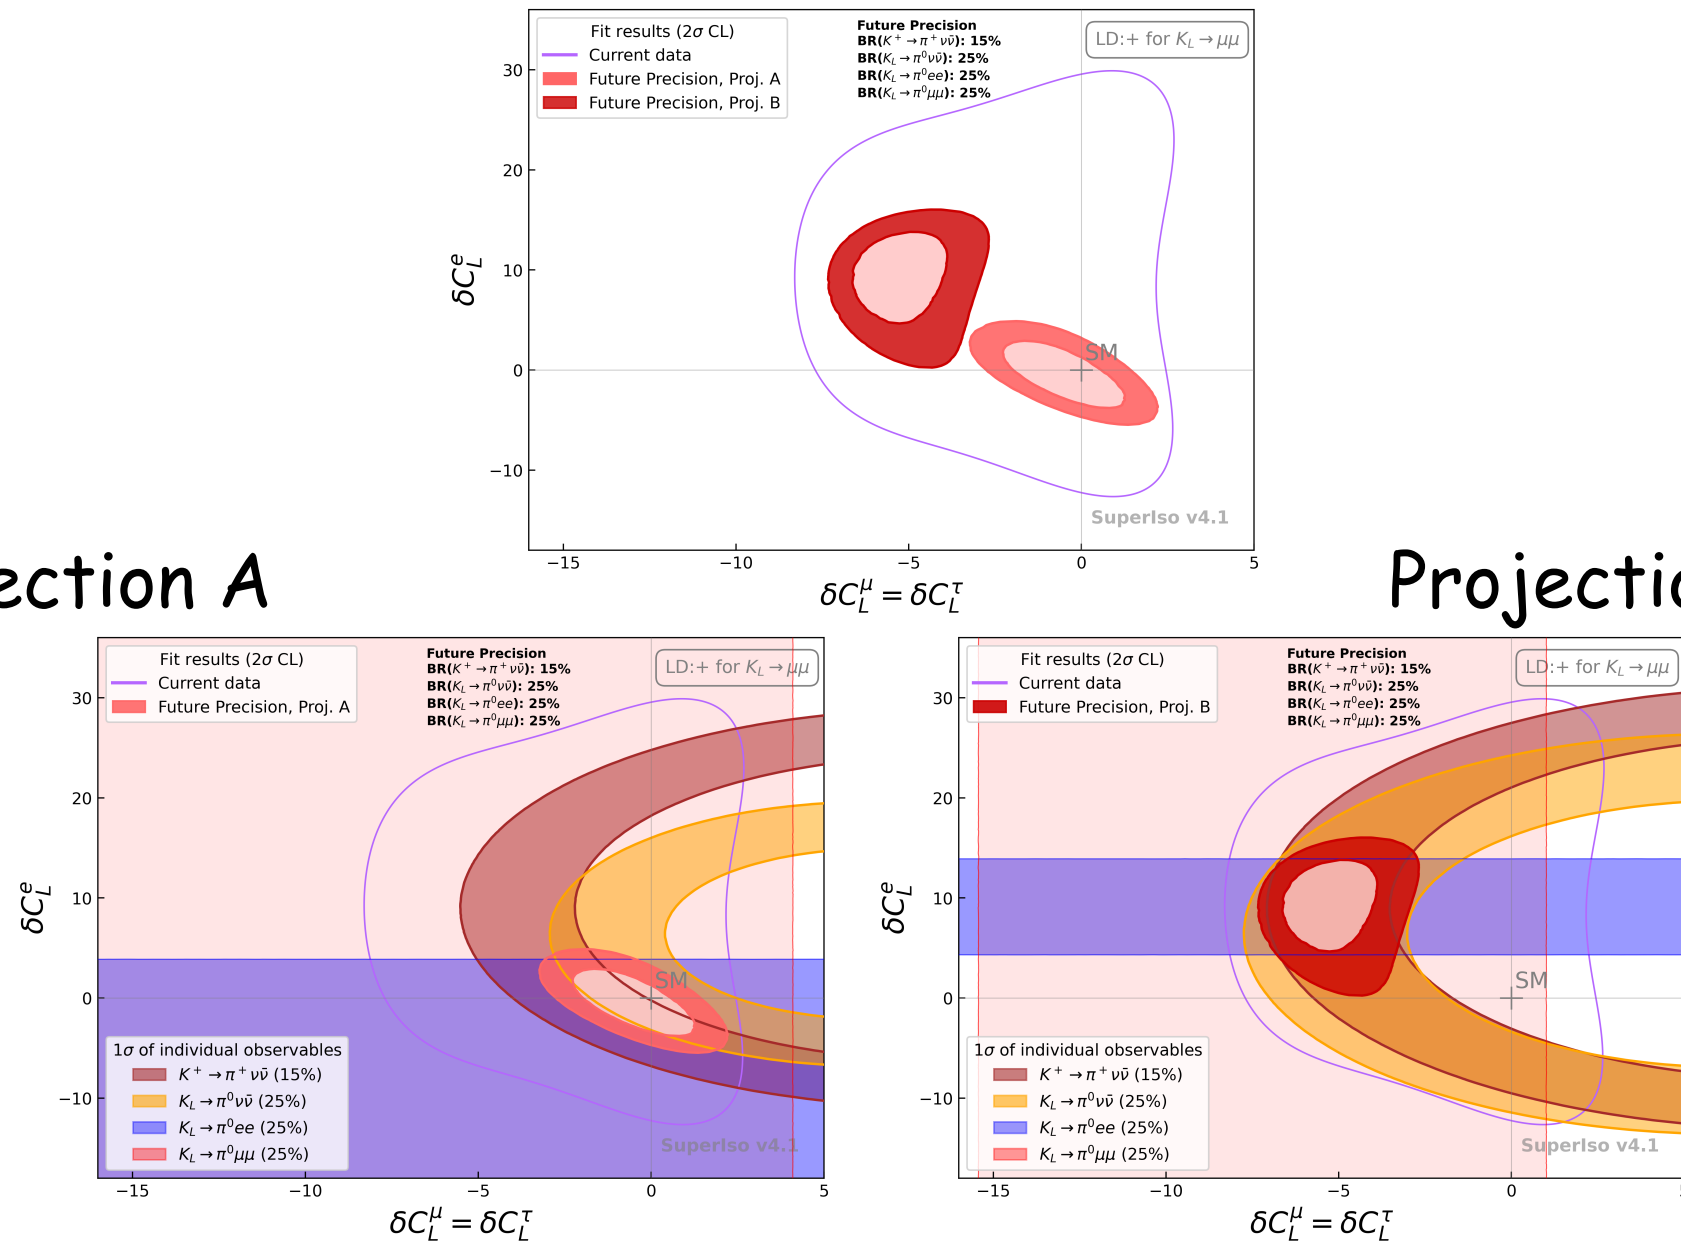 Fit results (2σ CL)
Current data
Future Precision, Proj. A
Future Precision, Proj. B
Future Precision
BR(K⁺ → π⁺νν̄): 15%
BR(K_L → π⁰νν̄): 25%
BR(K_L → π⁰ee): 25%
BR(K_L → π⁰μμ): 25%
LD:+ for K_L → μμ
30
20
10
0
−10
δC_L^e
SM
SuperIso v4.1
−15 −10 −5 0 5
δC_L^μ = δC_L^τ
ection A
Projectio
Fit results (2σ CL)
Current data
Future Precision, Proj. A
Future Precision
BR(K⁺ → π⁺νν̄): 15%
BR(K_L → π⁰νν̄): 25%
BR(K_L → π⁰ee): 25%
BR(K_L → π⁰μμ): 25%
LD:+ for K_L → μμ
30
20
10
0
−10
δC_L^e
SM
1σ of individual observables
K⁺ → π⁺νν̄ (15%)
K_L → π⁰νν̄ (25%)
K_L → π⁰ee (25%)
K_L → π⁰μμ (25%)
SuperIso v4.1
−15 −10 −5 0 5
δC_L^μ = δC_L^τ
Fit results (2σ CL)
Current data
Future Precision, Proj. B
Future Precision
BR(K⁺ → π⁺νν̄): 15%
BR(K_L → π⁰νν̄): 25%
BR(K_L → π⁰ee): 25%
BR(K_L → π⁰μμ): 25%
LD:+ for K_L → μμ
30
20
10
0
−10
δC_L^e
SM
1σ of individual observables
K⁺ → π⁺νν̄ (15%)
K_L → π⁰νν̄ (25%)
K_L → π⁰ee (25%)
K_L → π⁰μμ (25%)
SuperIso v4.1
−15 −10 −5 0
δC_L^μ = δC_L^τ